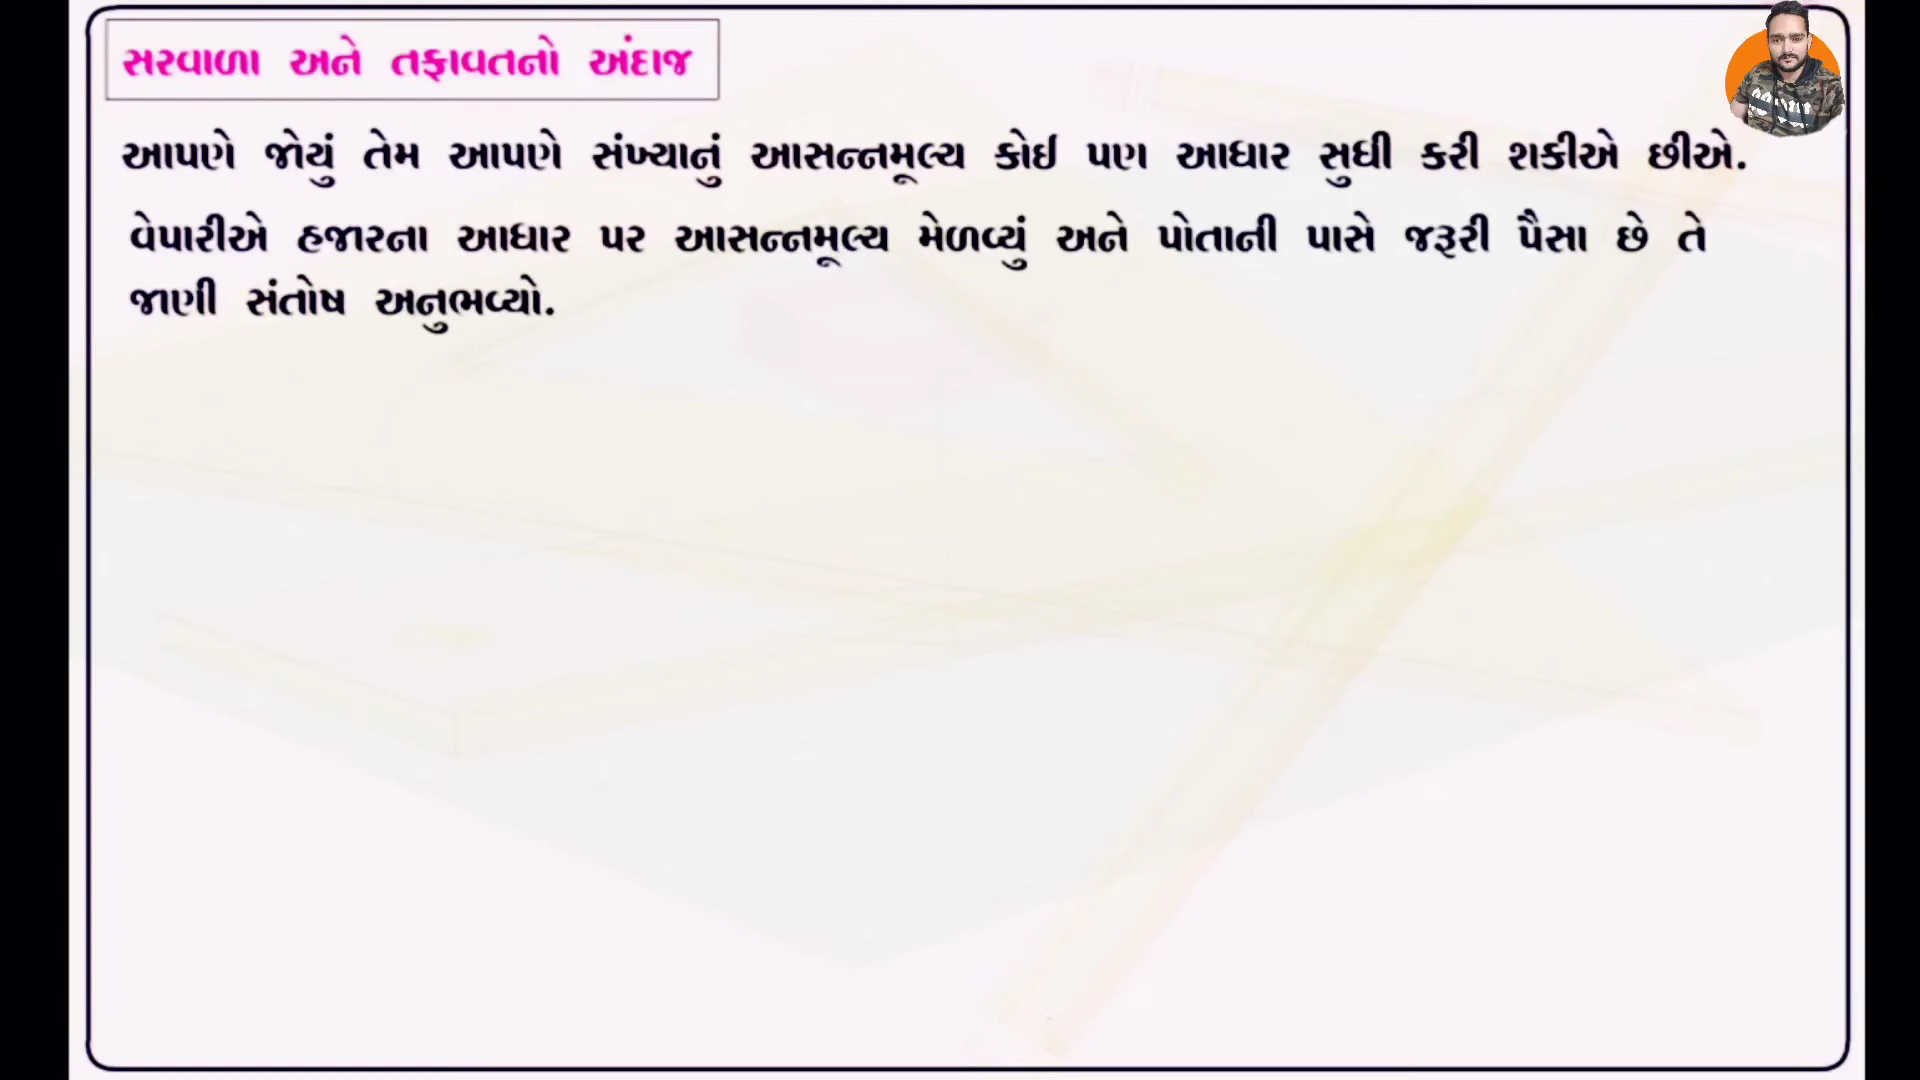 સરવાળા અને તફાવતનો અંદાજ
આપણે જોયું તેમ આપણે સંખ્યાનું આસન્નમૂલ્ય કોઈ પણ આધાર સુધી કરી શકીએ છીએ.
વેપારીએ હજારના આધાર પર આસન્નમૂલ્ય મેળવ્યું અને પોતાની પાસે જરૂરી પૈસા છે તે
જાણી સંતોષ અનુભવ્યો.